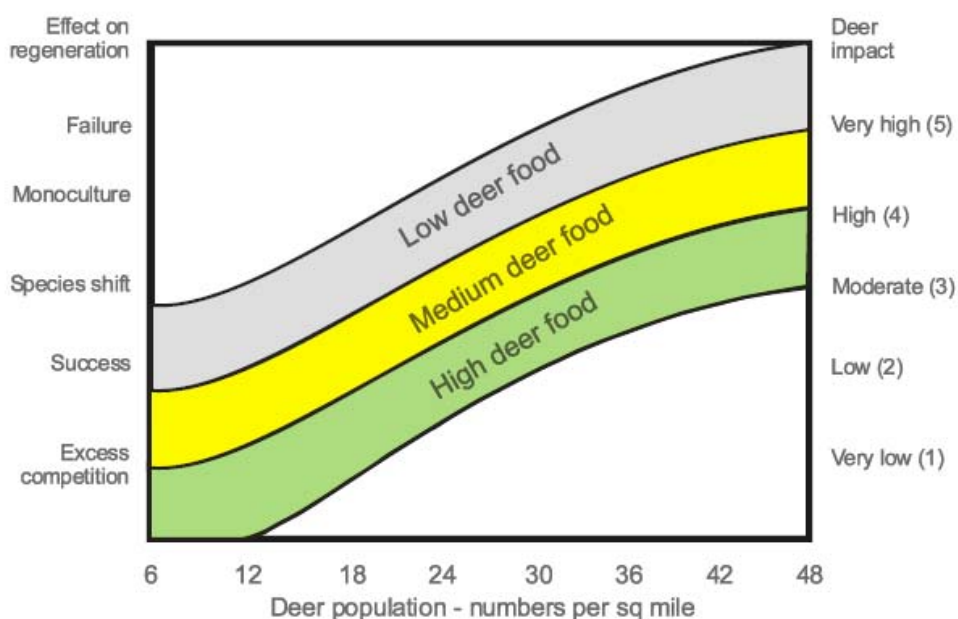 Effect on
regeneration
Failure
Monoculture
Species shift
Success
Excess
competition
Deer
impact
Very high (5)
High (4)
Moderate (3)
Low (2)
Very low (1)
Low deer food
Medium deer food
High deer food
6 12 18 24 30 36 42 48
Deer population - numbers per sq mile